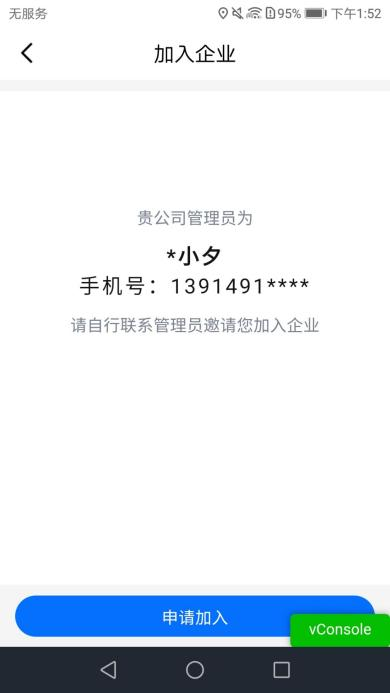 无服务 95% 下午1:52
加入企业
贵公司管理员为
*小夕
手机号：1391491****
请自行联系管理员邀请您加入企业
申请加入
vConsole